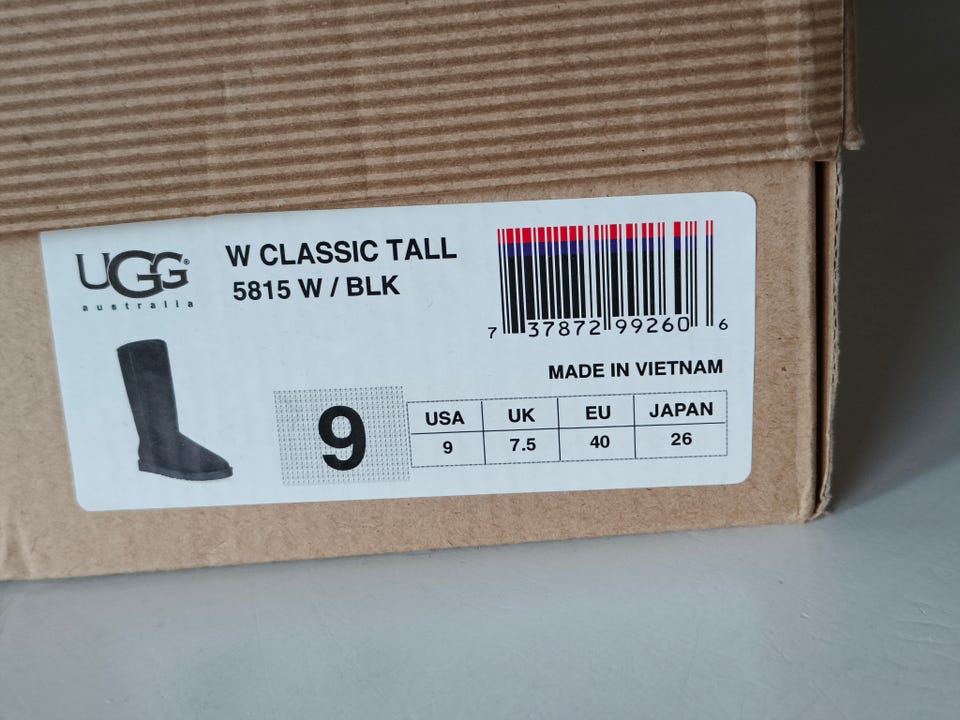 UGG®
australia
W CLASSIC TALL
5815 W / BLK
7 37872 99260 6
MADE IN VIETNAM
9
USA UK EU JAPAN
9 7.5 40 26